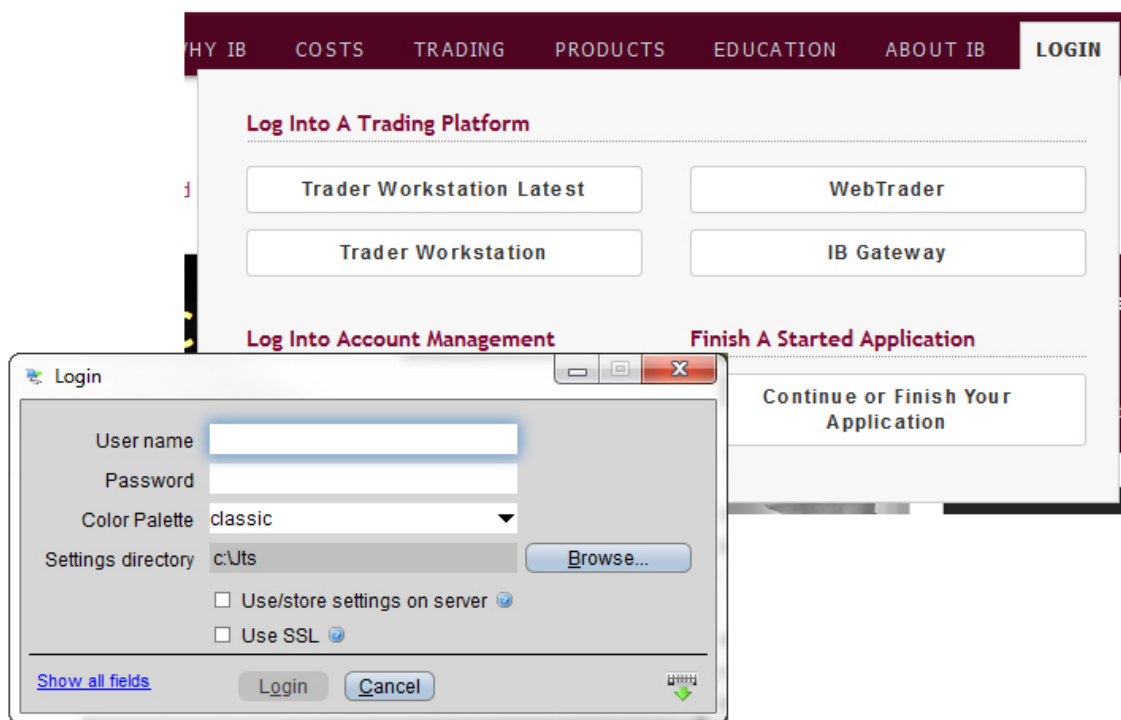 HY IB COSTS TRADING PRODUCTS EDUCATION ABOUT IB LOGIN
Log Into A Trading Platform
Trader Workstation Latest WebTrader
Trader Workstation IB Gateway
Log Into Account Management Finish A Started Application
Continue or Finish Your
Application
Login
User name
Password
Color Palette classic
Settings directory c:\Jts Browse...
Use/store settings on server
Use SSL
Show all fields Login Cancel